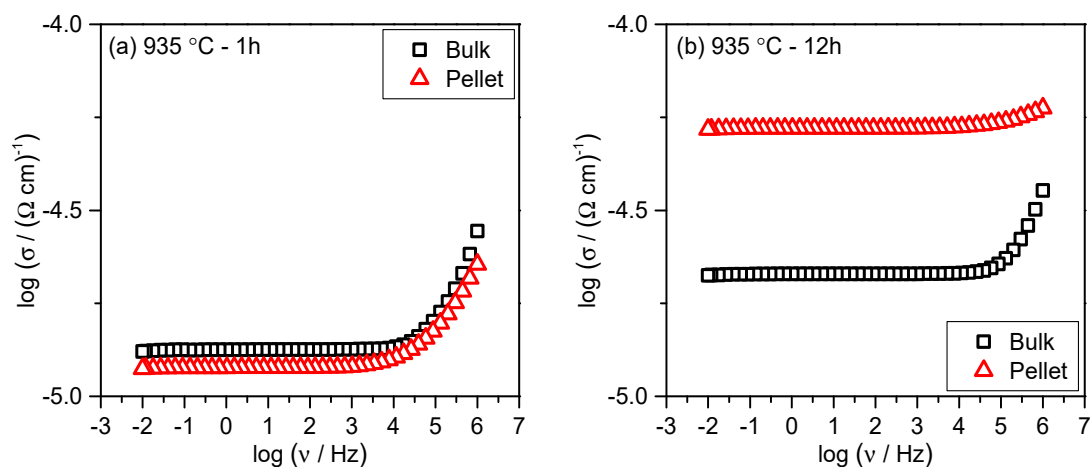 (a) 935 °C - 1h
Bulk
Pellet
-4.0
-4.5
-5.0
log (σ / (Ω cm)⁻¹
-3 -2 -1 0 1 2 3 4 5 6 7
log (ν / Hz)
(b) 935 °C - 12h
Bulk
Pellet
-4.0
-4.5
-5.0
log (σ / (Ω cm)⁻¹
-3 -2 -1 0 1 2 3 4 5 6 7
log (ν / Hz)